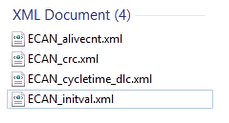 XML Document (4)
ECAN_alivecnt.xml
ECAN_crc.xml
ECAN_cycletime_dlc.xml
ECAN_initval.xml